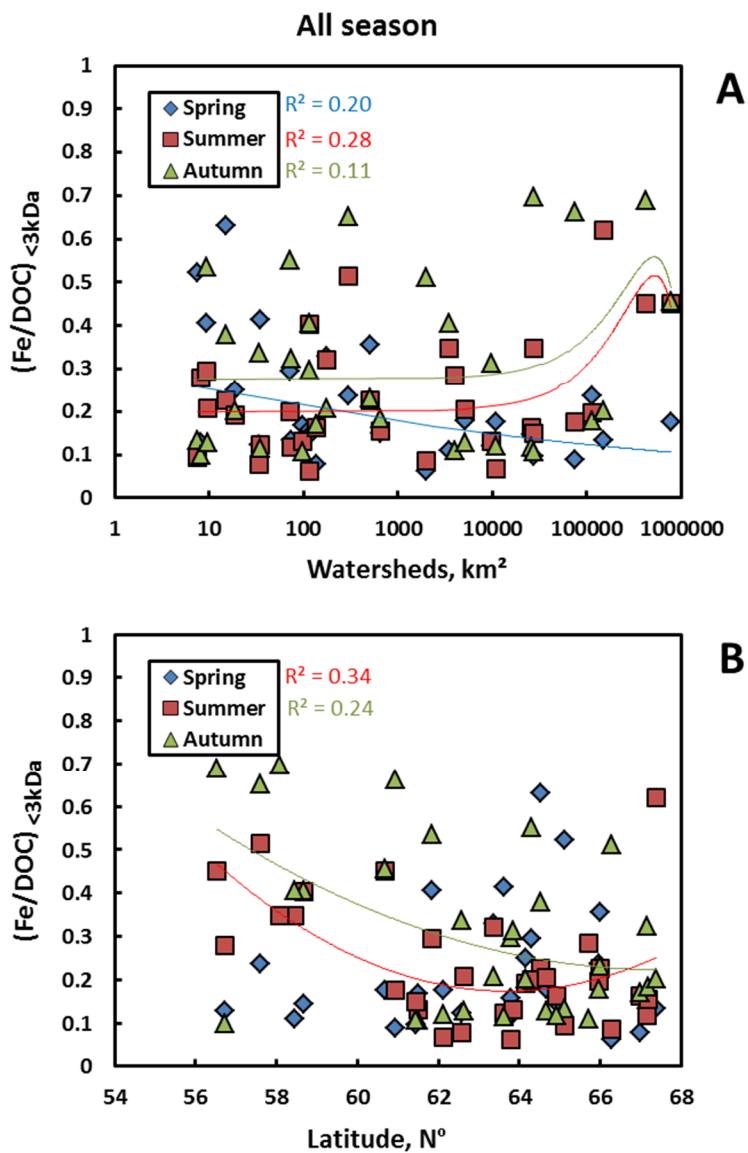 All season
A
1
0.9
0.8
0.7
0.6
0.5
0.4
0.3
0.2
0.1
0
(Fe/DOC) <3kDa
Spring R² = 0.20
Summer R² = 0.28
Autumn R² = 0.11
1 10 100 1000 10000 100000 1000000
Watersheds, km²
B
1
0.9
0.8
0.7
0.6
0.5
0.4
0.3
0.2
0.1
0
(Fe/DOC) <3kDa
Spring R² = 0.34
Summer R² = 0.24
Autumn
54 56 58 60 62 64 66 68
Latitude, Nº